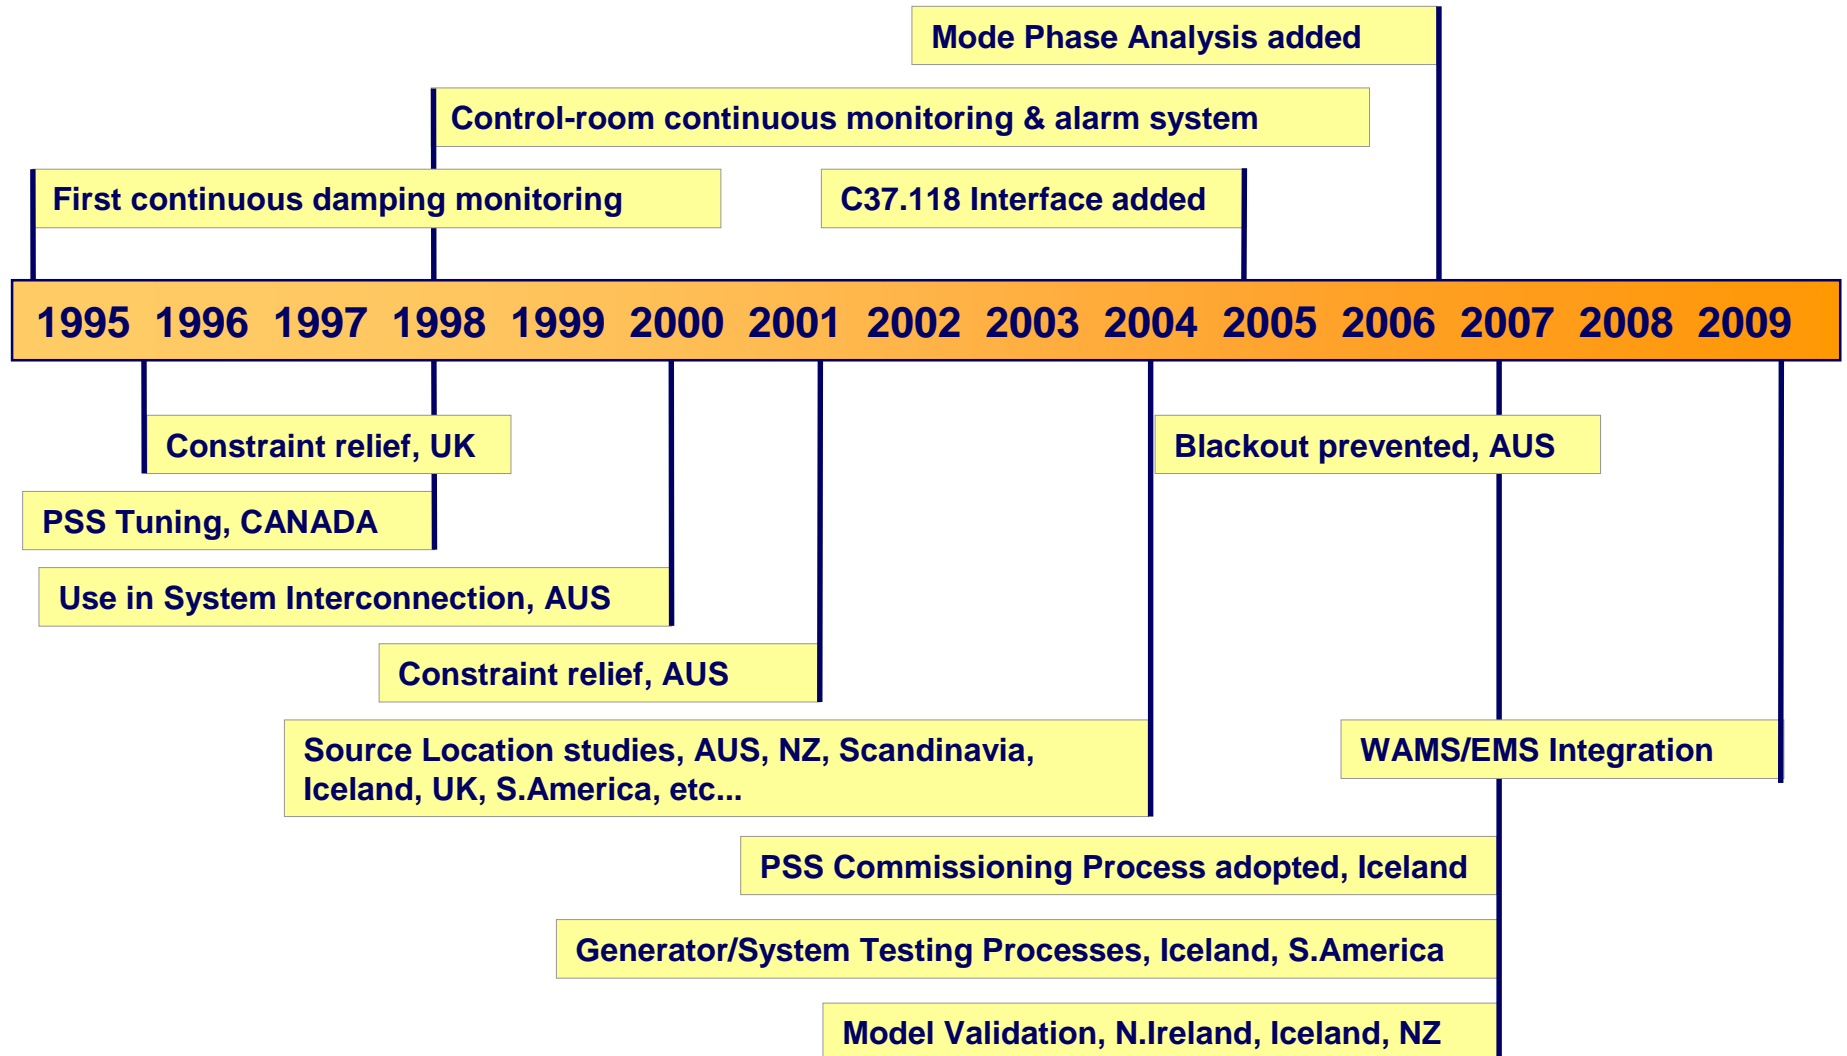 Mode Phase Analysis added
Control-room continuous monitoring & alarm system
First continuous damping monitoring
C37.118 Interface added
1995 1996 1997 1998 1999 2000 2001 2002 2003 2004 2005 2006 2007 2008 2009
Constraint relief, UK
Blackout prevented, AUS
PSS Tuning, CANADA
Use in System Interconnection, AUS
Constraint relief, AUS
Source Location studies, AUS, NZ, Scandinavia,
Iceland, UK, S.America, etc...
WAMS/EMS Integration
PSS Commissioning Process adopted, Iceland
Generator/System Testing Processes, Iceland, S.America
Model Validation, N.Ireland, Iceland, NZ